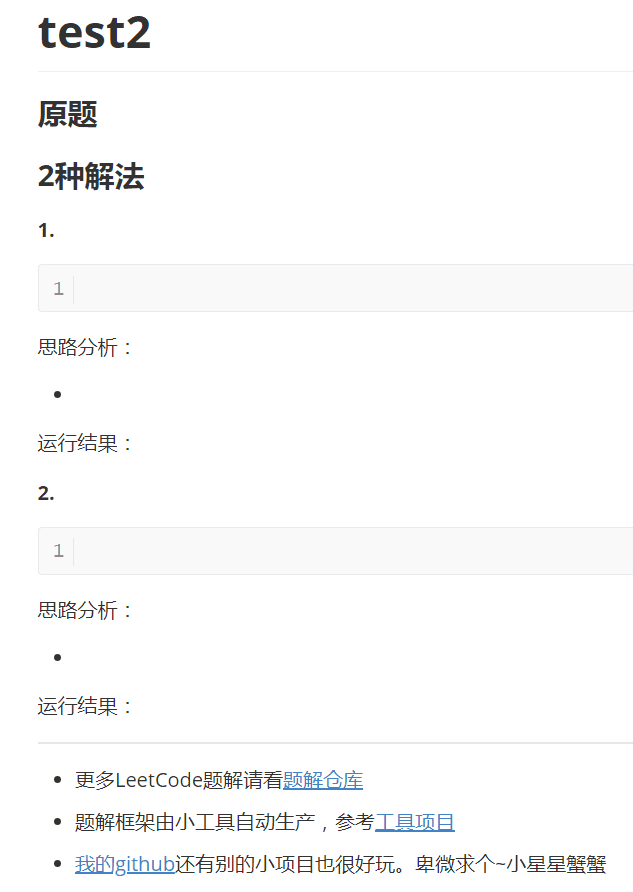 test2
原题
2种解法
1.
1
思路分析：
运行结果：
2.
1
思路分析：
运行结果：
更多LeetCode题解请看题解仓库
题解框架由小工具自动生产，参考工具项目
我的github还有别的小项目也很好玩。卑微求个~小星星蟹蟹